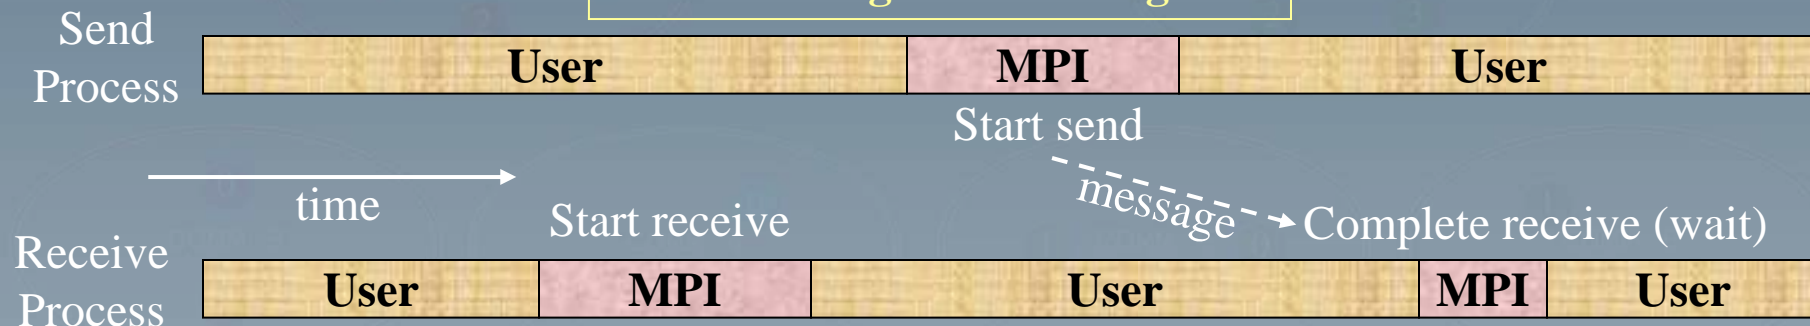 Send
Process
User MPI User
Start send
message
time
Start receive
Complete receive (wait)
Receive
Process
User MPI User MPI User